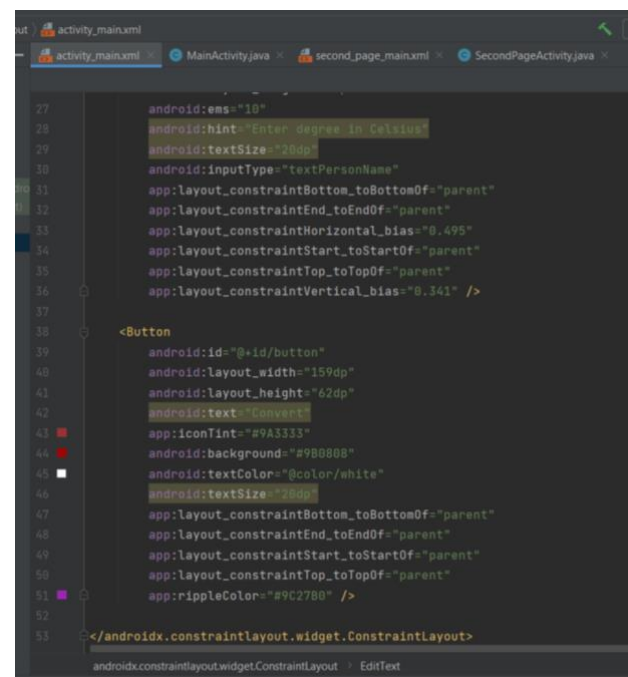 out activity_main.xml
activity_main.xml MainActivity.java second_page_main.xml SecondPageActivity.java
27 android:ems="10"
28 android:hint="Enter degree in Celsius"
29 android:textSize="20dp"
30 android:inputType="textPersonName"
31 app:layout_constraintBottom_toBottomOf="parent"
32 app:layout_constraintEnd_toEndOf="parent"
33 app:layout_constraintHorizontal_bias="0.495"
34 app:layout_constraintStart_toStartOf="parent"
35 app:layout_constraintTop_toTopOf="parent"
36 app:layout_constraintVertical_bias="0.341" />
37
38 <Button
39 android:id="@+id/button"
40 android:layout_width="159dp"
41 android:layout_height="62dp"
42 android:text="Convert"
43 app:iconTint="#9A3333"
44 android:background="#9B0808"
45 android:textColor="@color/white"
46 android:textSize="20dp"
47 app:layout_constraintBottom_toBottomOf="parent"
48 app:layout_constraintEnd_toEndOf="parent"
49 app:layout_constraintStart_toStartOf="parent"
50 app:layout_constraintTop_toTopOf="parent"
51 app:rippleColor="#9C27B0" />
52
53 </androidx.constraintlayout.widget.ConstraintLayout>
androidx.constraintlayout.widget.ConstraintLayout EditText